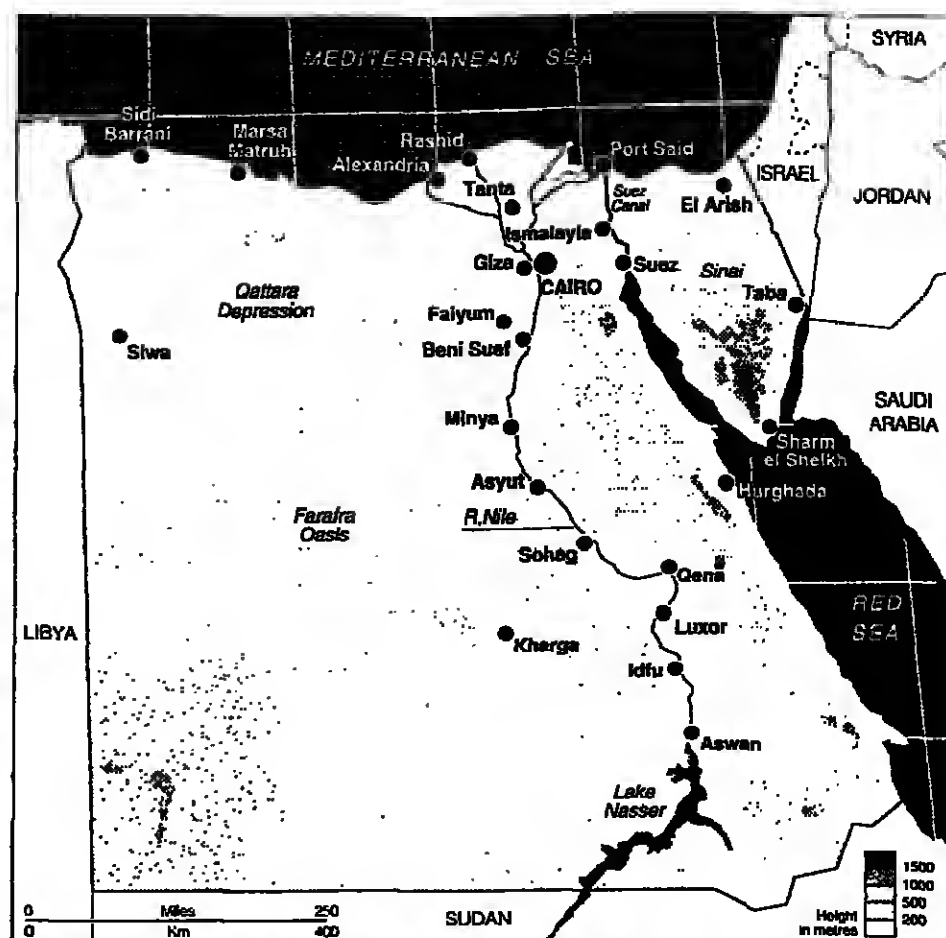 MEDITERRANEAN SEA
SYRIA
Sidi
Barrani
Marsa
Matruh
Rashid
Alexandria
Port Said
ISRAEL
JORDAN
Tanta
Suez
Canal
El Arish
Ismalayia
Giza
CAIRO
Suez
Sinai
Taba
Qattara
Depression
Faiyum
Siwa
Beni Suef
SAUDI
ARABIA
Minya
Sharm
el Sheikh
Asyut
Hurghada
Farafra
Oasis
R.Nile
Sohag
Qena
RED
SEA
LIBYA
Luxor
Kharga
Idfu
Aswan
Lake
Nasser
1500
1000
500
200
Height
in metres
0 Miles 250
0 Km 400
SUDAN